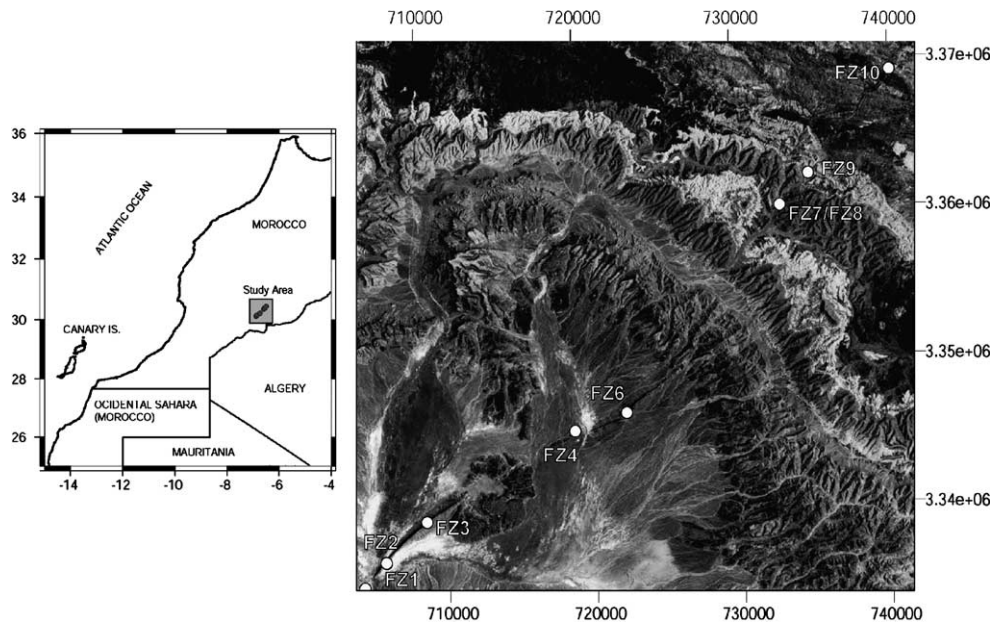 710000 720000 730000 740000
3.37e+06
FZ10
FZ9
3.36e+06
FZ7/FZ8
3.35e+06
FZ6
FZ4
3.34e+06
FZ3
FZ2
FZ1
710000 720000 730000 740000
36
34
32
30
28
26
-14 -12 -10 -8 -6 -4
ATLANTIC OCEAN
MOROCCO
Study Area
CANARY IS.
ALGERY
OCIDENTAL SAHARA
(MOROCCO)
MAURITANIA